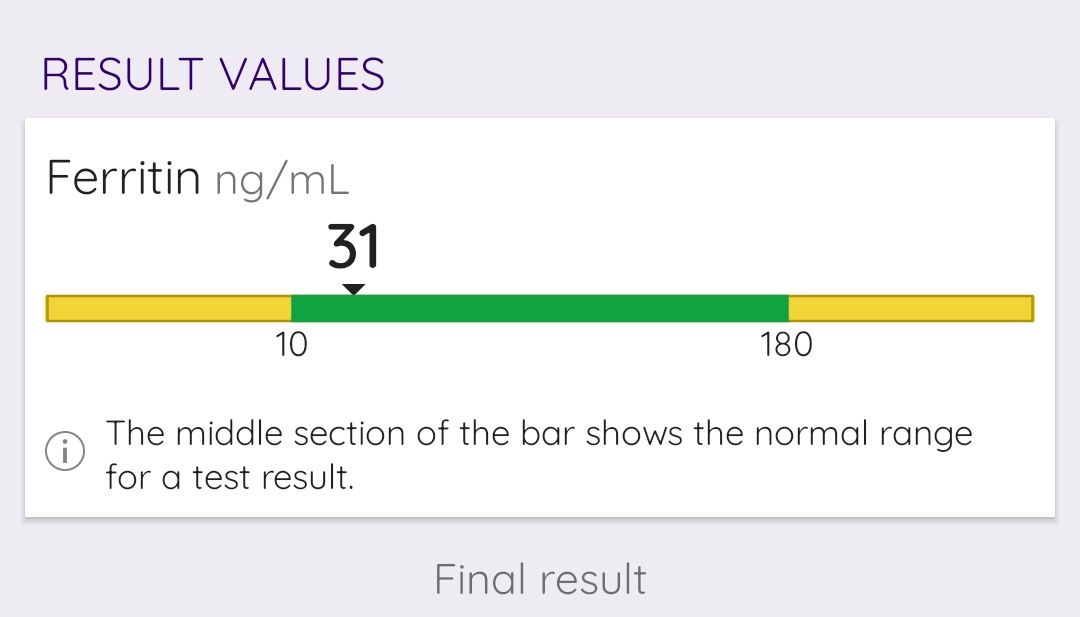 RESULT VALUES
Ferritin ng/mL
31
10 180
The middle section of the bar shows the normal range
for a test result.
Final result